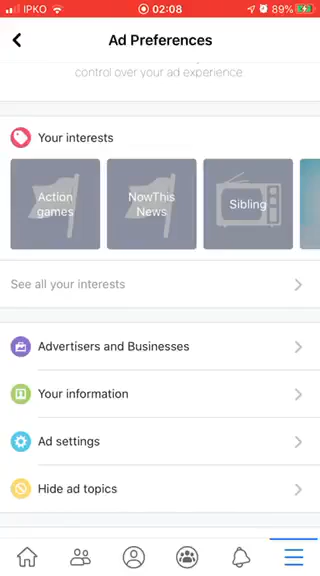 IPKO 02:08 89%
Ad Preferences
control over your ad experience
Your interests
Action games
NowThis News
Sibling
See all your interests
Advertisers and Businesses
Your information
Ad settings
Hide ad topics